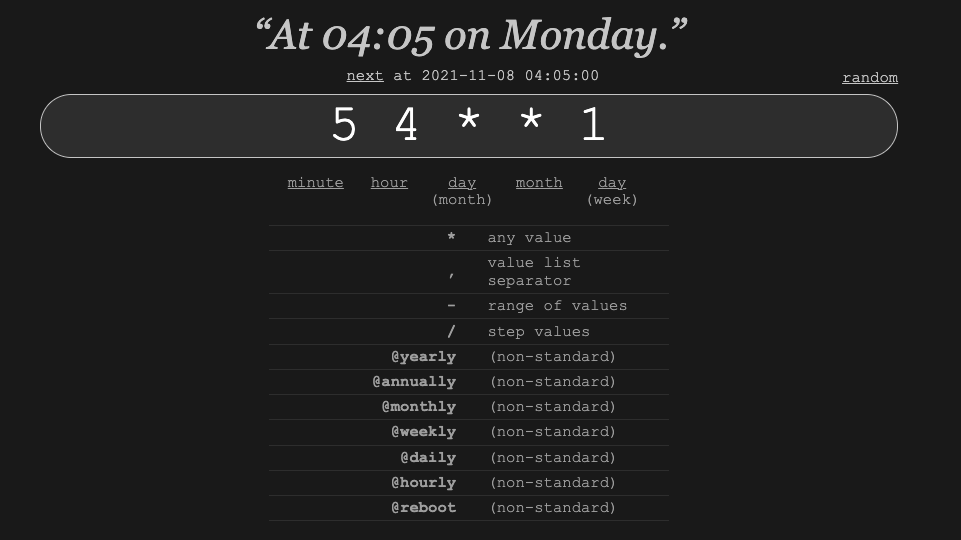 “At 04:05 on Monday.”
next at 2021-11-08 04:05:00
random
5 4 * * 1
minute hour day month day
(month) (week)
* any value
, value list
separator
- range of values
/ step values
@yearly (non-standard)
@annually (non-standard)
@monthly (non-standard)
@weekly (non-standard)
@daily (non-standard)
@hourly (non-standard)
@reboot (non-standard)